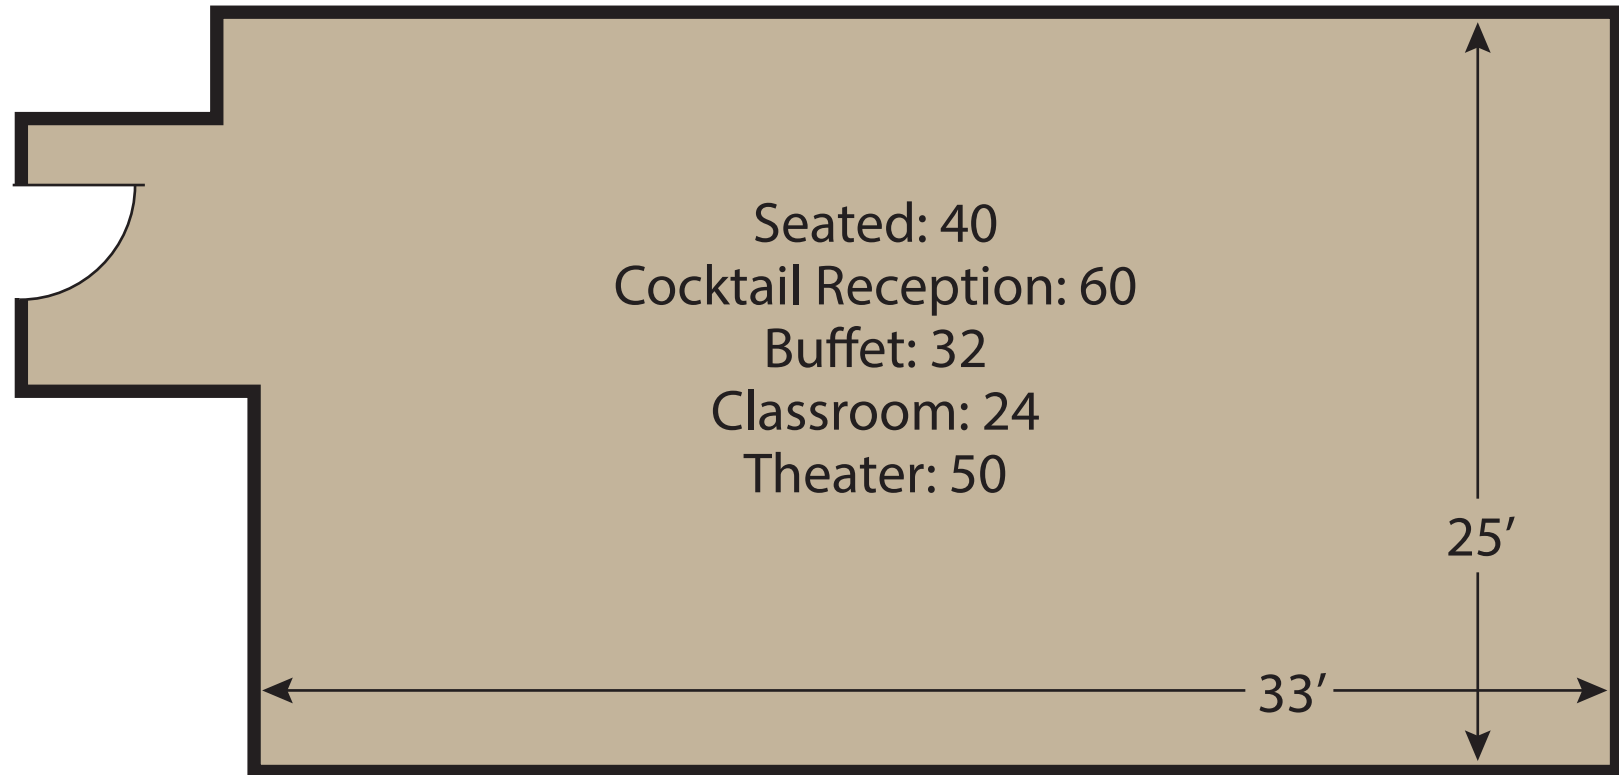 Seated: 40
Cocktail Reception: 60
Buffet: 32
Classroom: 24
Theater: 50
25′
33′